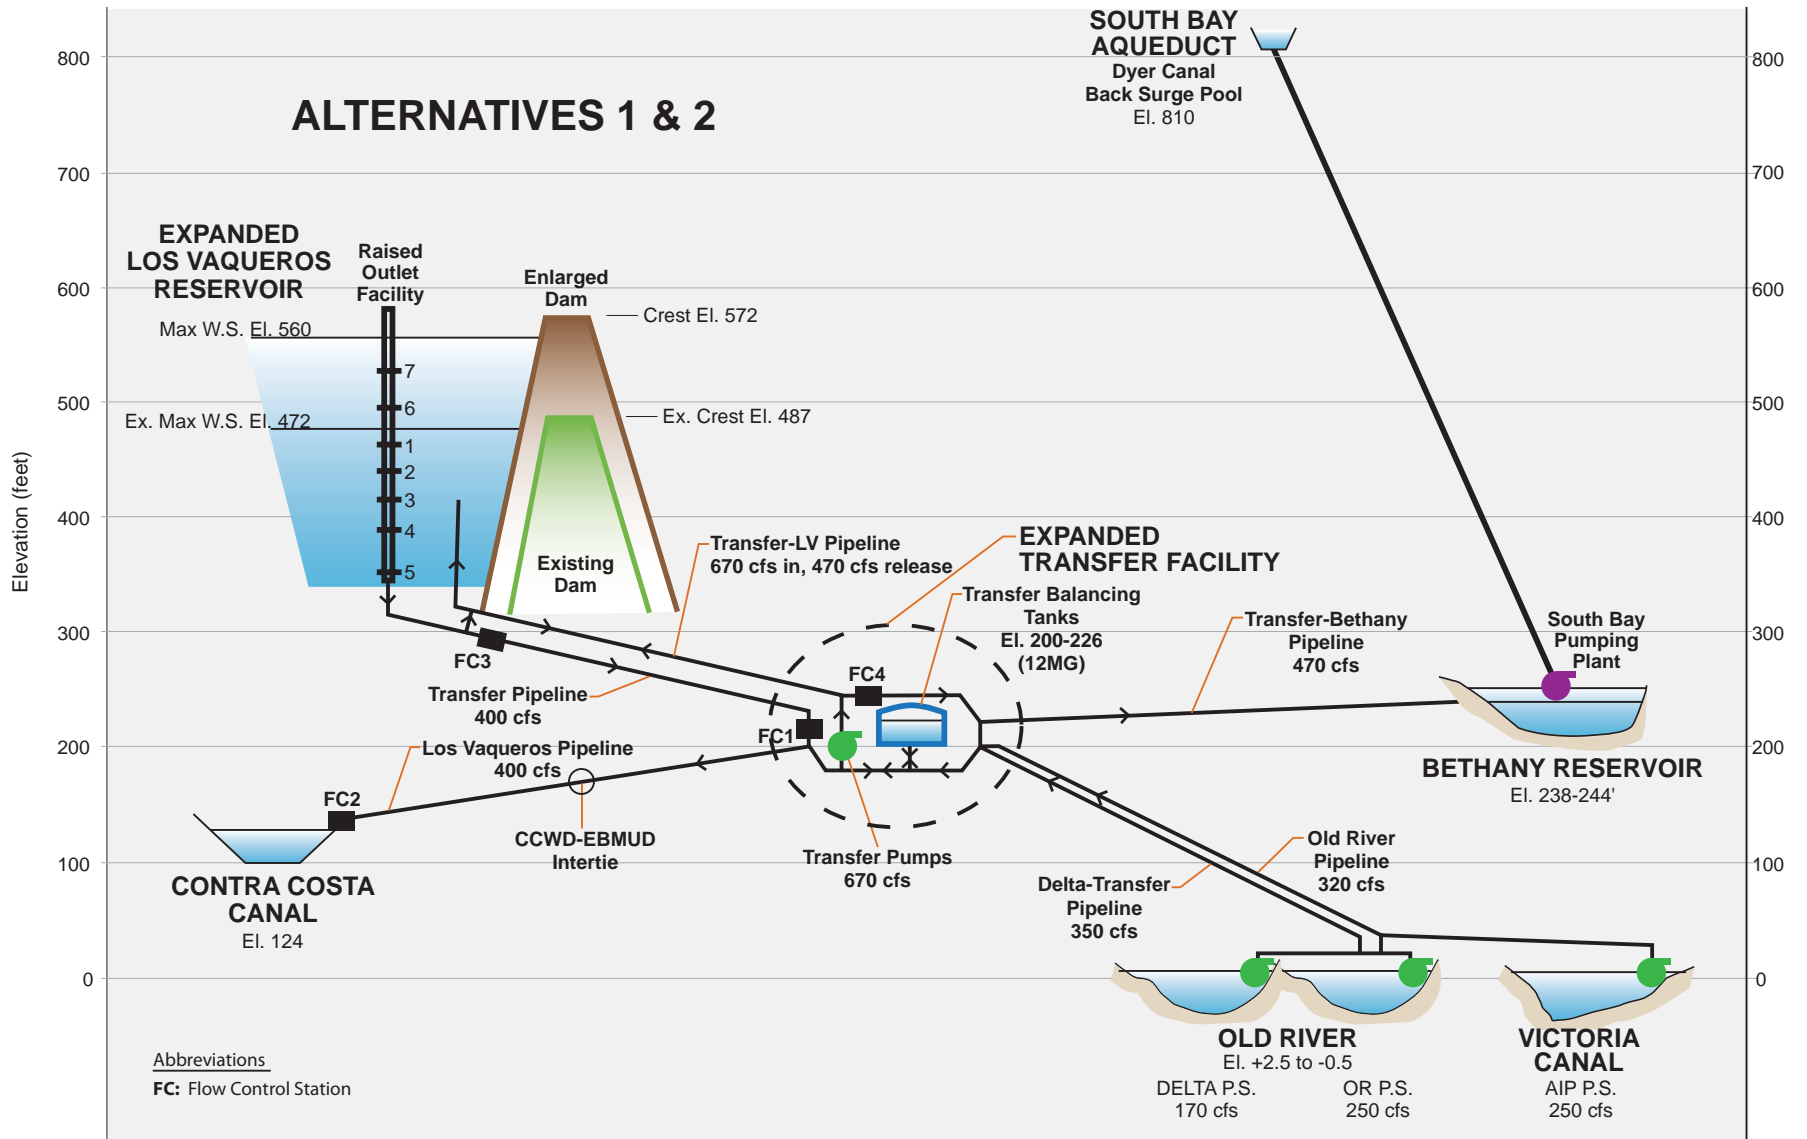 SOUTH BAY
AQUEDUCT
Dyer Canal
Back Surge Pool
El. 810
ALTERNATIVES 1 & 2
Elevation (feet)
800
700
600
500
400
300
200
100
0
800
700
600
500
400
300
200
100
0
EXPANDED
LOS VAQUEROS
RESERVOIR
Raised
Outlet
Facility
Enlarged
Dam
Crest El. 572
Max W.S. El. 560
7
6
Ex. Max W.S. El. 472
Ex. Crest El. 487
1
2
3
4
5
Existing
Dam
Transfer-LV Pipeline
670 cfs in, 470 cfs release
EXPANDED
TRANSFER FACILITY
Transfer Balancing
Tanks
El. 200-226
(12MG)
Transfer-Bethany
Pipeline
470 cfs
South Bay
Pumping
Plant
FC3
FC4
Transfer Pipeline
400 cfs
FC1
Los Vaqueros Pipeline
400 cfs
BETHANY RESERVOIR
El. 238-244'
FC2
CCWD-EBMUD
Intertie
Transfer Pumps
670 cfs
Old River
Pipeline
320 cfs
Delta-Transfer
Pipeline
350 cfs
CONTRA COSTA
CANAL
El. 124
OLD RIVER
El. +2.5 to -0.5
DELTA P.S.
170 cfs
OR P.S.
250 cfs
VICTORIA
CANAL
AIP P.S.
250 cfs
Abbreviations
FC: Flow Control Station